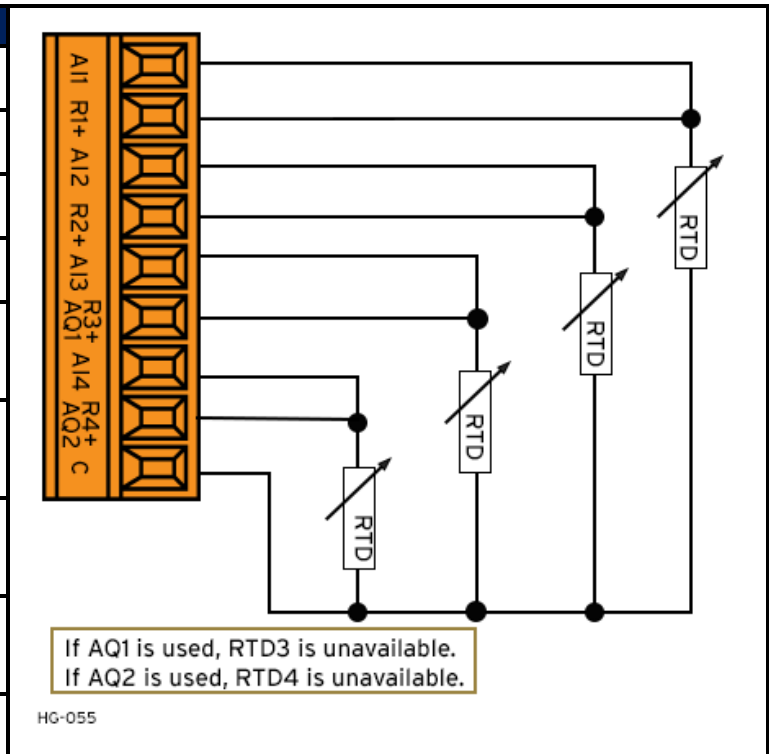 AI1
R1+
AI2
R2+
AI3
R3+
AQ1
AI4
R4+
AQ2
C
RTD
RTD
RTD
RTD
If AQ1 is used, RTD3 is unavailable.
If AQ2 is used, RTD4 is unavailable.
HG-055